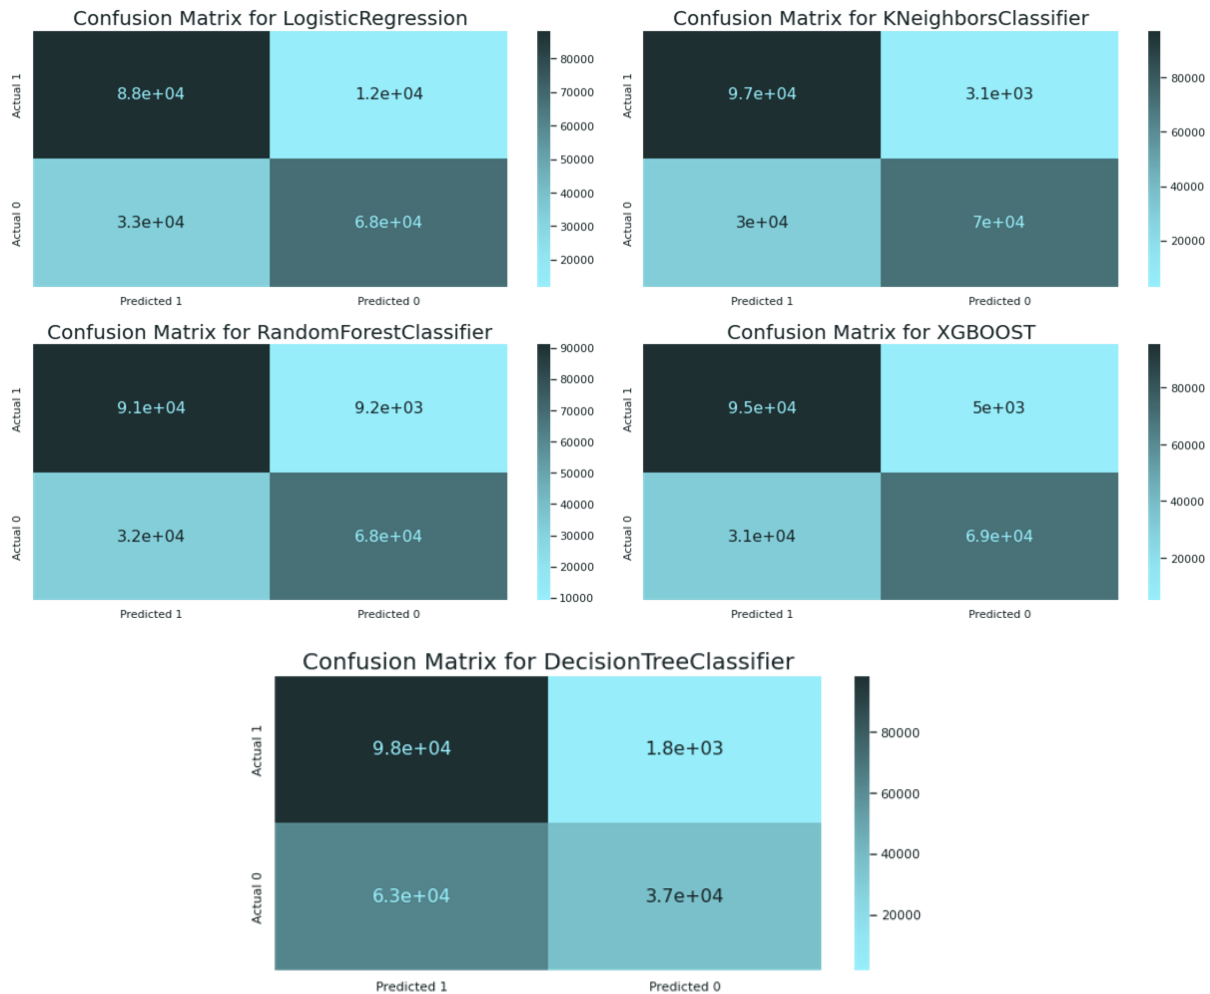 Confusion Matrix for LogisticRegression
Actual 1
8.8e+04 1.2e+04
Actual 0
3.3e+04 6.8e+04
Predicted 1 Predicted 0
80000
70000
60000
50000
40000
30000
20000
Confusion Matrix for KNeighborsClassifier
Actual 1
9.7e+04 3.1e+03
Actual 0
3e+04 7e+04
Predicted 1 Predicted 0
80000
60000
40000
20000
Confusion Matrix for RandomForestClassifier
Actual 1
9.1e+04 9.2e+03
Actual 0
3.2e+04 6.8e+04
Predicted 1 Predicted 0
90000
80000
70000
60000
50000
40000
30000
20000
10000
Confusion Matrix for XGBOOST
Actual 1
9.5e+04 5e+03
Actual 0
3.1e+04 6.9e+04
Predicted 1 Predicted 0
80000
60000
40000
20000
Confusion Matrix for DecisionTreeClassifier
Actual 1
9.8e+04 1.8e+03
Actual 0
6.3e+04 3.7e+04
Predicted 1 Predicted 0
80000
60000
40000
20000